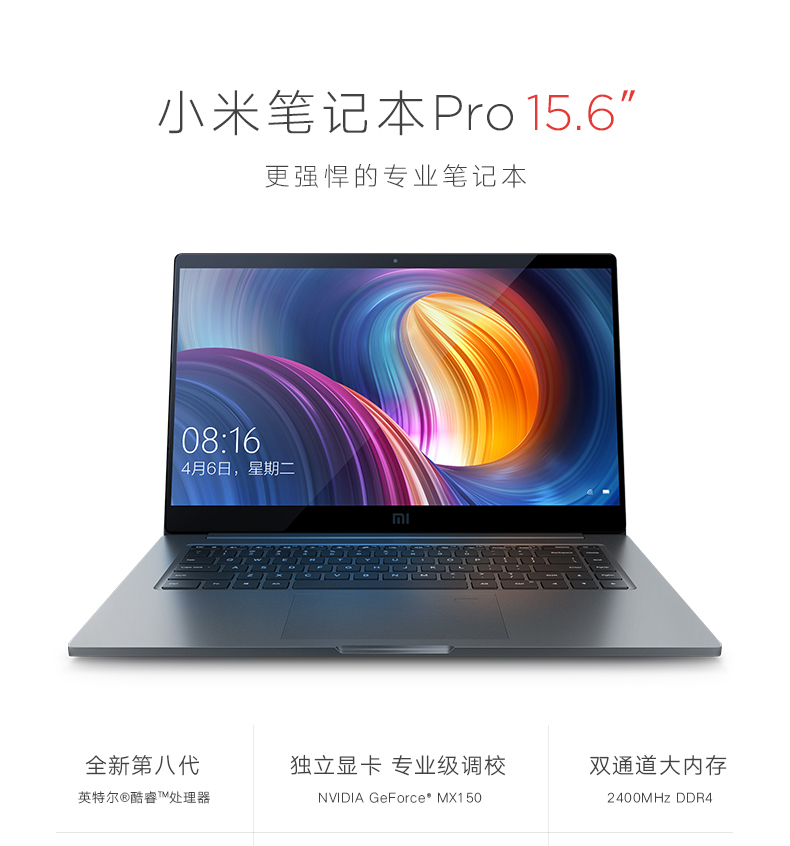 小米笔记本Pro 15.6″
更强悍的专业笔记本
08:16
4月6日，星期二
mi
全新第八代
英特尔®酷睿™处理器
独立显卡 专业级调校
NVIDIA GeForce® MX150
双通道大内存
2400MHz DDR4